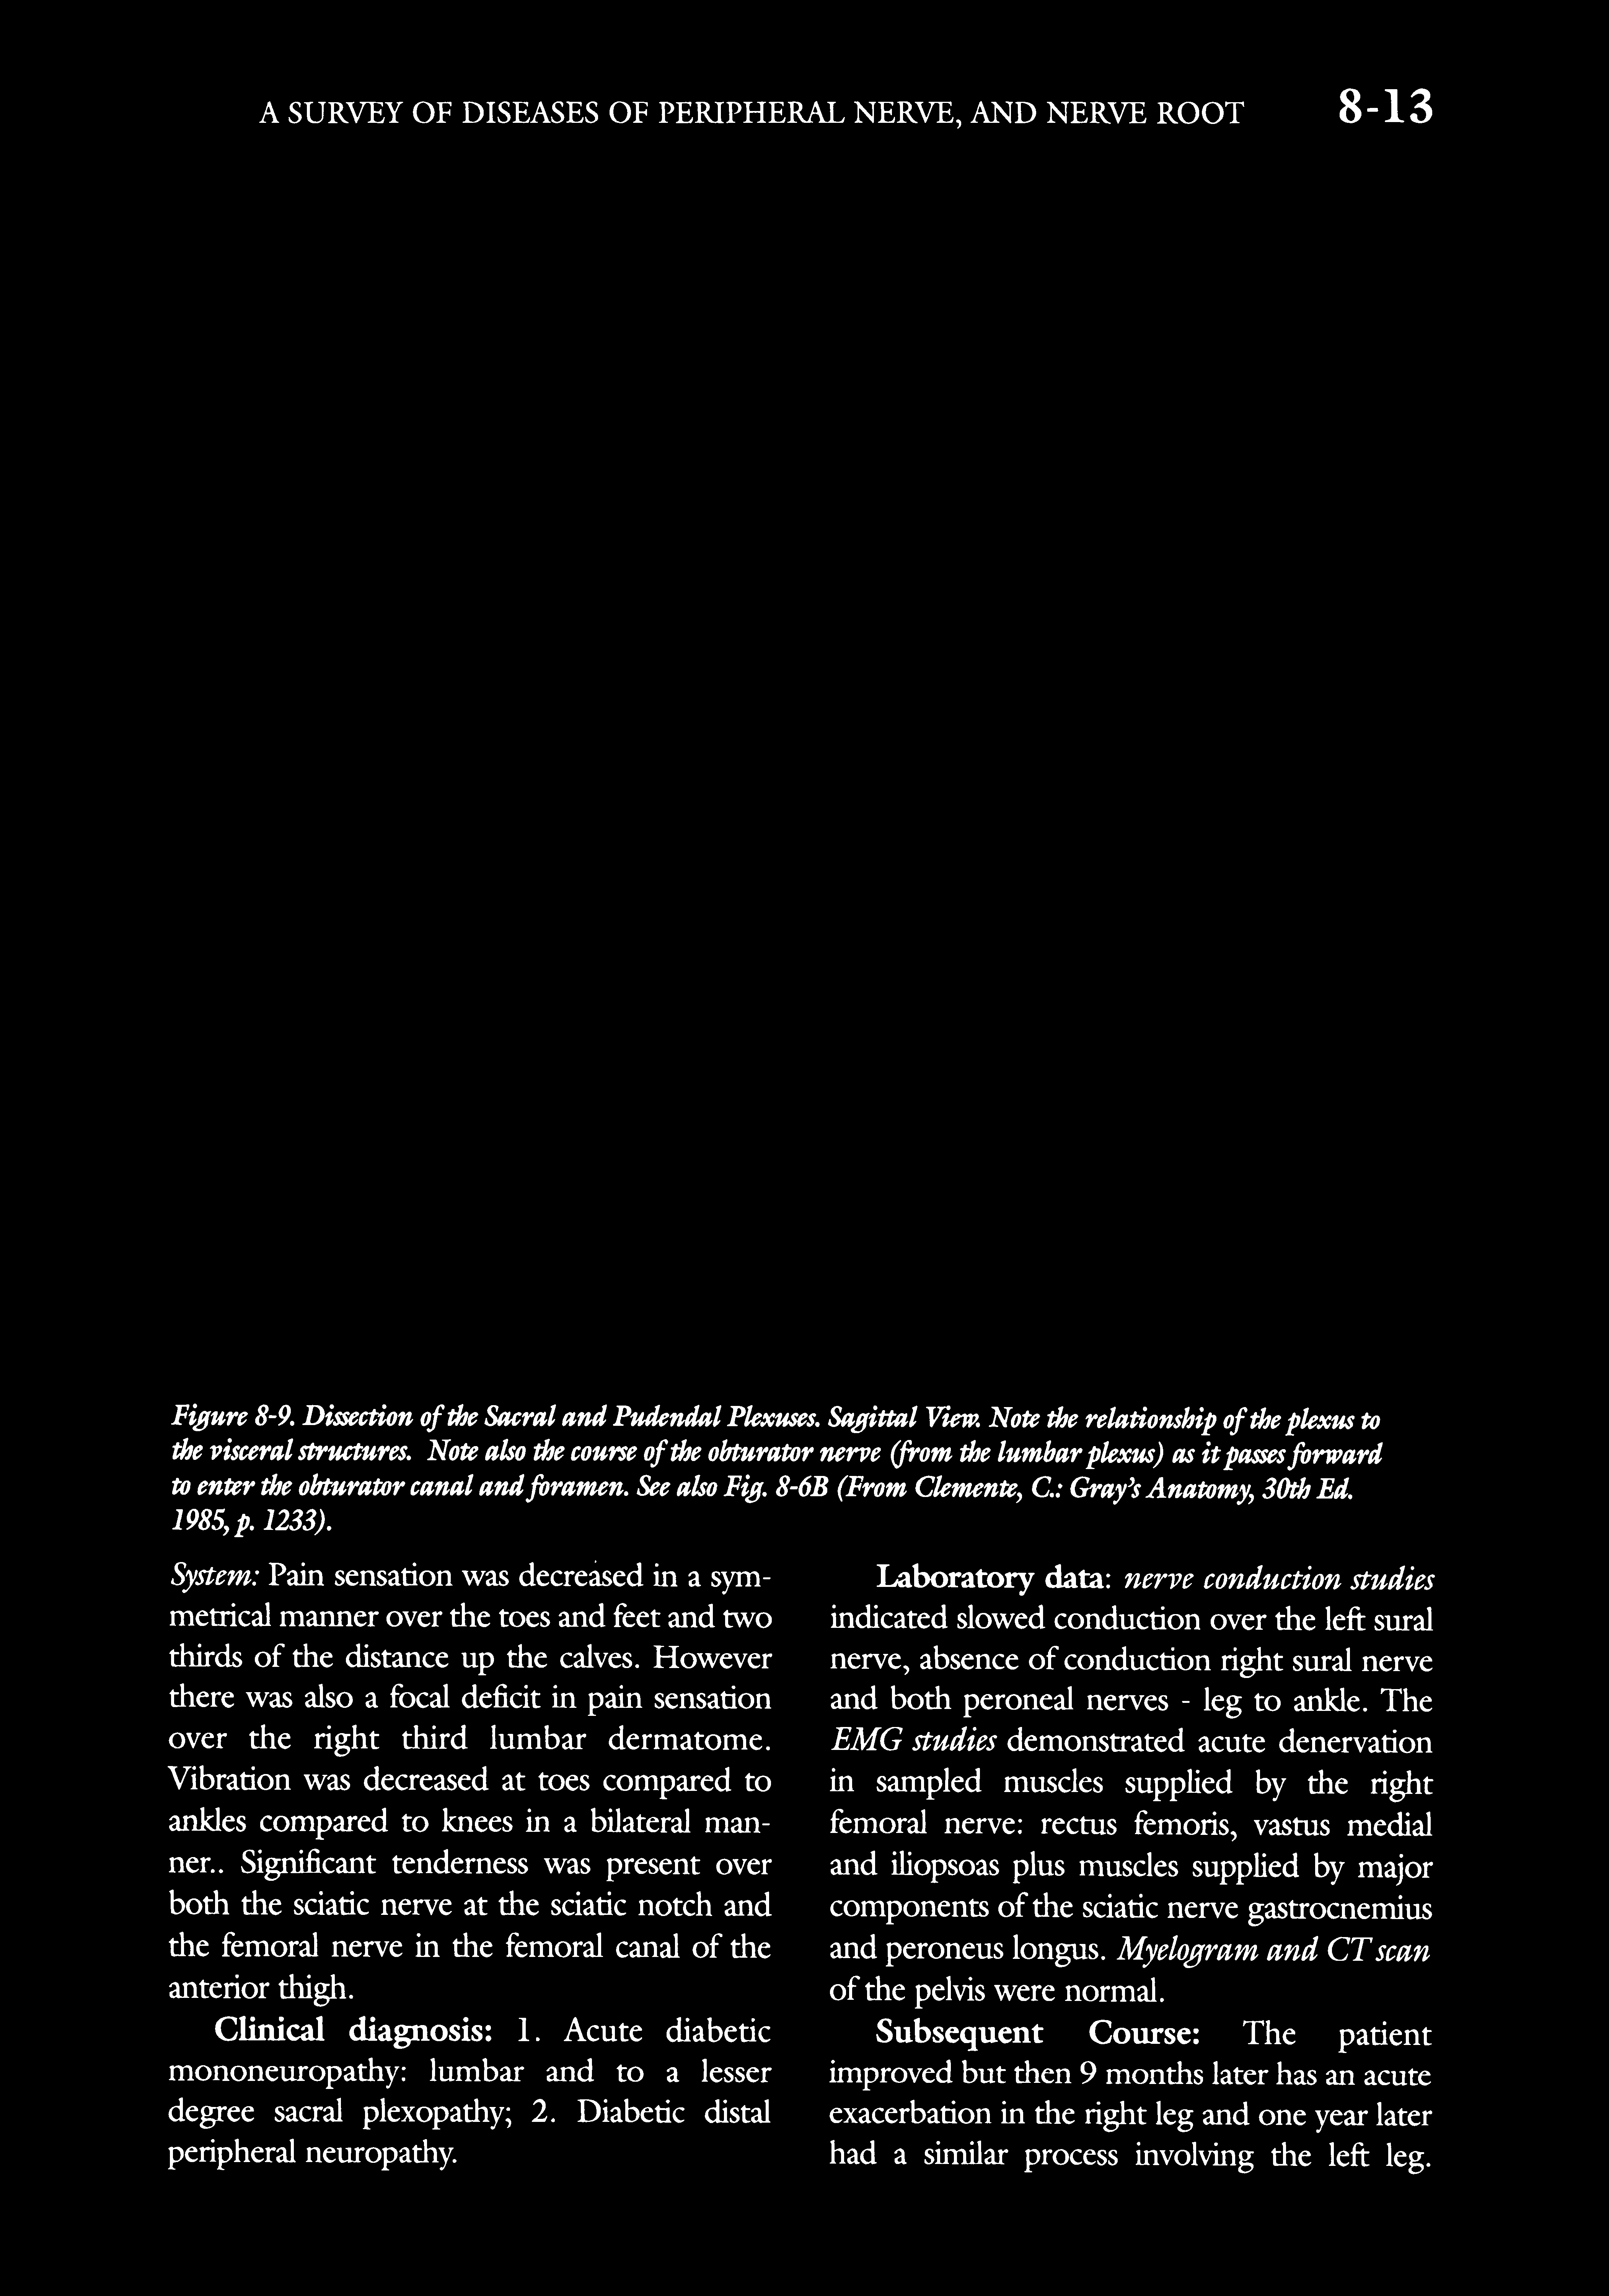 A SURVEY OF DISEASES OF PERIPHERAL NERVE, AND NERVE ROOT 8-13
Figure 8-9. Dissection of the Sacral and Pudendal Plexuses. Sagittal View. Note the relationship of the plexus to
the visceral structures. Note also the course of the obturator nerve (from the lumbar plexus) as it passes forward
to enter the obturator canal and foramen. See also Fig. 8-6B (From Clemente, C.: Gray's Anatomy, 30th Ed.
1985, p. 1233).
System: Pain sensation was decreased in a sym-
metrical manner over the toes and feet and two
thirds of the distance up the calves. However
there was also a focal deficit in pain sensation
over the right third lumbar dermatome.
Vibration was decreased at toes compared to
ankles compared to knees in a bilateral man-
ner.. Significant tenderness was present over
both the sciatic nerve at the sciatic notch and
the femoral nerve in the femoral canal of the
anterior thigh.
Clinical diagnosis: 1. Acute diabetic
mononeuropathy: lumbar and to a lesser
degree sacral plexopathy; 2. Diabetic distal
peripheral neuropathy.
Laboratory data: nerve conduction studies
indicated slowed conduction over the left sural
nerve, absence of conduction right sural nerve
and both peroneal nerves - leg to ankle. The
EMG studies demonstrated acute denervation
in sampled muscles supplied by the right
femoral nerve: rectus femoris, vastus medial
and iliopsoas plus muscles supplied by major
components of the sciatic nerve gastrocnemius
and peroneus longus. Myelogram and CT scan
of the pelvis were normal.
Subsequent Course: The patient
improved but then 9 months later has an acute
exacerbation in the right leg and one year later
had a similar process involving the left leg.